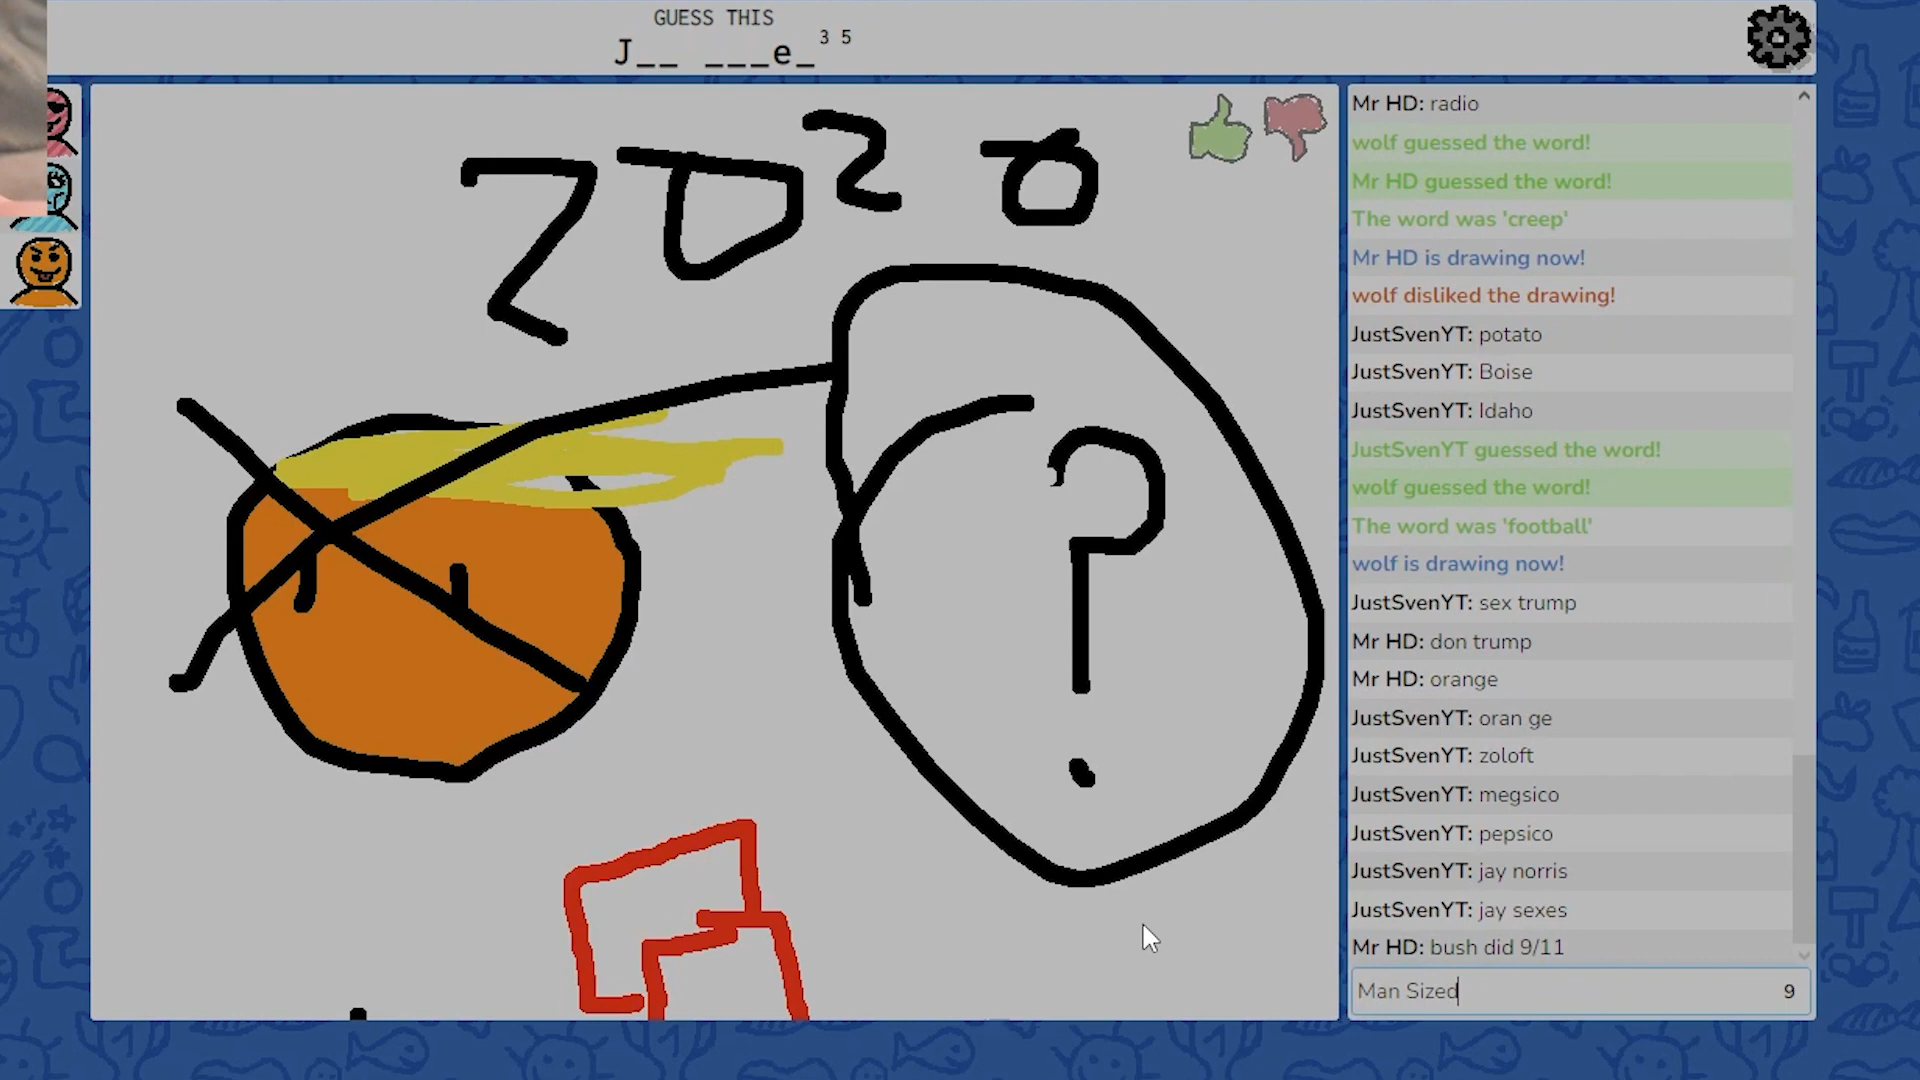 GUESS THIS
J__ ___e_ 3 5
2020
Mr HD: radio
wolf guessed the word!
Mr HD guessed the word!
The word was 'creep'
Mr HD is drawing now!
wolf disliked the drawing!
JustSvenYT: potato
JustSvenYT: Boise
JustSvenYT: Idaho
JustSvenYT guessed the word!
wolf guessed the word!
The word was 'football'
wolf is drawing now!
JustSvenYT: sex trump
Mr HD: don trump
Mr HD: orange
JustSvenYT: oran ge
JustSvenYT: zoloft
JustSvenYT: megsico
JustSvenYT: pepsico
JustSvenYT: jay norris
JustSvenYT: jay sexes
Mr HD: bush did 9/11
Man Sized 9
?